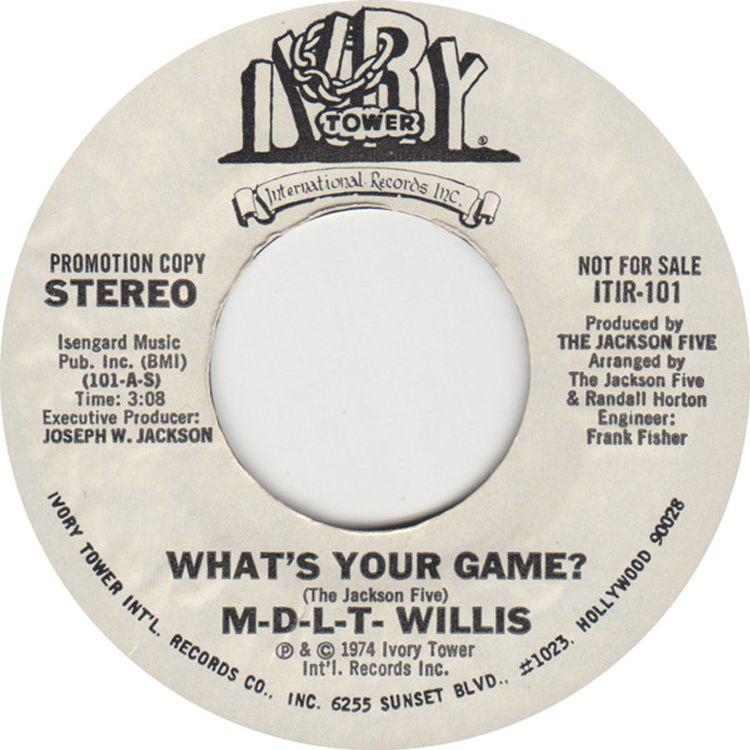 IVORY
TOWER
®
International Records Inc.
PROMOTION COPY
STEREO
Isengard Music
Pub. Inc. (BMI)
(101-A-S)
Time: 3:08
Executive Producer:
JOSEPH W. JACKSON
NOT FOR SALE
ITIR-101
Produced by
THE JACKSON FIVE
Arranged by
The Jackson Five
& Randall Horton
Engineer:
Frank Fisher
WHAT'S YOUR GAME?
(The Jackson Five)
M-D-L-T- WILLIS
℗ & © 1974 Ivory Tower
Int'l. Records Inc.
IVORY TOWER INT'L. RECORDS CO., INC. 6255 SUNSET BLVD., #1023, HOLLYWOOD 90028